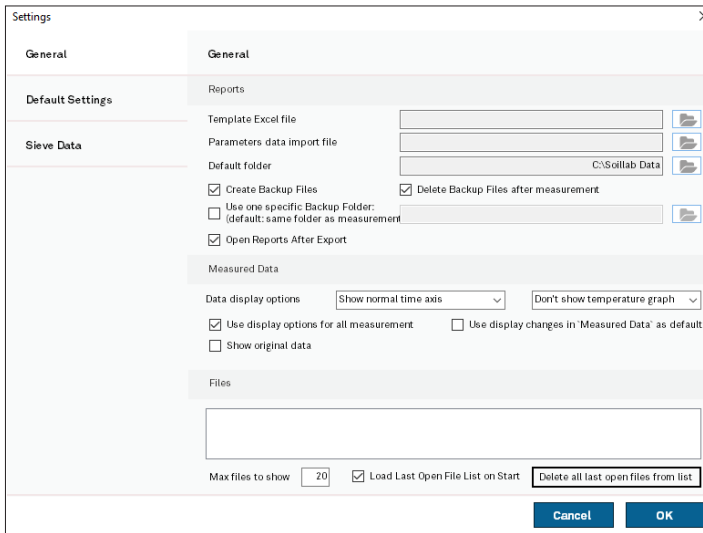 Settings
General
Default Settings
Sieve Data
General
Reports
Template Excel file
Parameters data import file
Default folder C:\Soillab Data
Create Backup Files Delete Backup Files after measurement
Use one specific Backup Folder:
(default: same folder as measurement
Open Reports After Export
Measured Data
Data display options Show normal time axis Don't show temperature graph
Use display options for all measurement Use display changes in 'Measured Data' as default
Show original data
Files
Max files to show 20 Load Last Open File List on Start Delete all last open files from list
Cancel OK